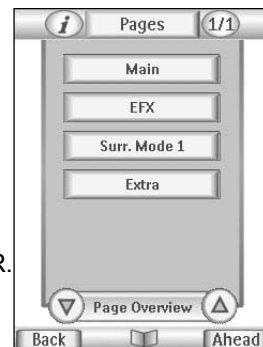 i Pages 1/1
Main
EFX
Surr. Mode 1
Extra
R.
Page Overview
Back Ahead